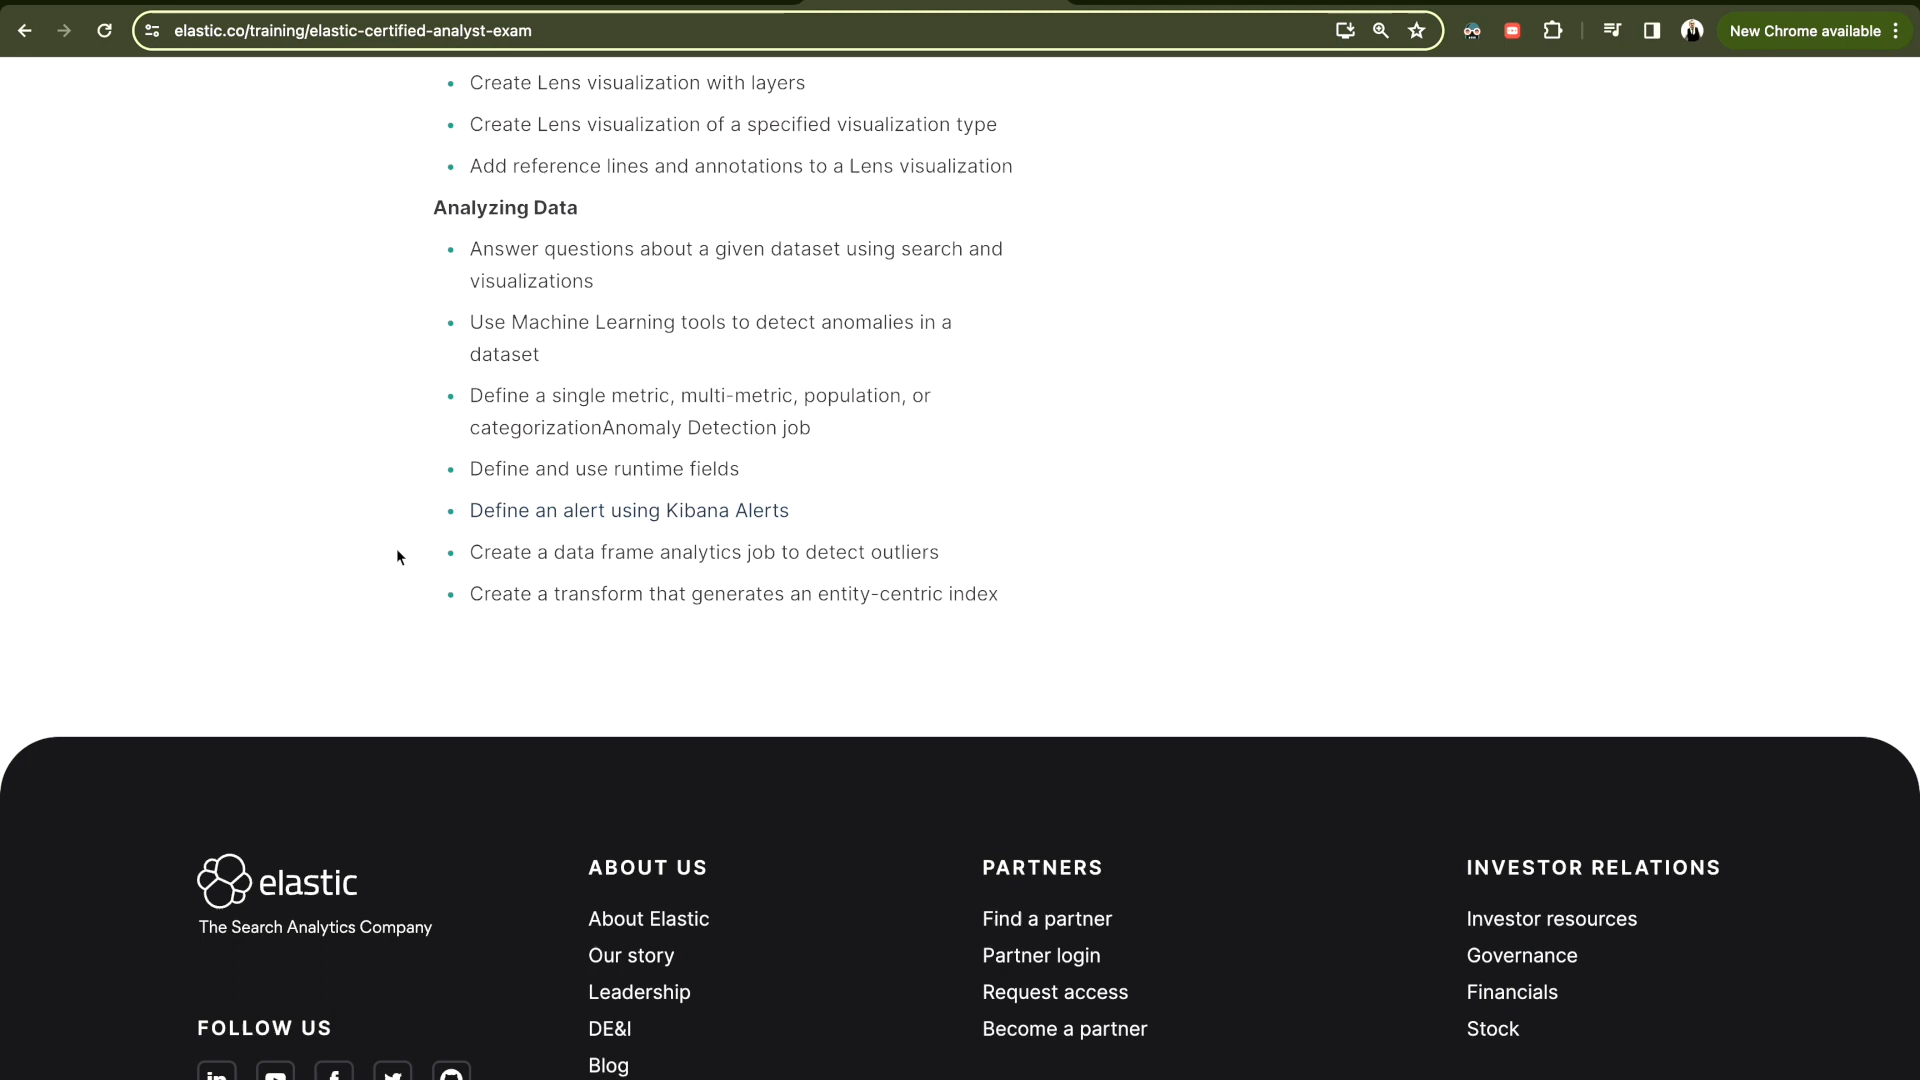 elastic.co/training/elastic-certified-analyst-exam
New Chrome available
Create Lens visualization with layers
Create Lens visualization of a specified visualization type
Add reference lines and annotations to a Lens visualization
Analyzing Data
Answer questions about a given dataset using search and
visualizations
Use Machine Learning tools to detect anomalies in a
dataset
Define a single metric, multi-metric, population, or
categorizationAnomaly Detection job
Define and use runtime fields
Define an alert using Kibana Alerts
Create a data frame analytics job to detect outliers
Create a transform that generates an entity-centric index
elastic
The Search Analytics Company
FOLLOW US
in
f
ABOUT US
About Elastic
Our story
Leadership
DE&I
Blog
PARTNERS
Find a partner
Partner login
Request access
Become a partner
INVESTOR RELATIONS
Investor resources
Governance
Financials
Stock